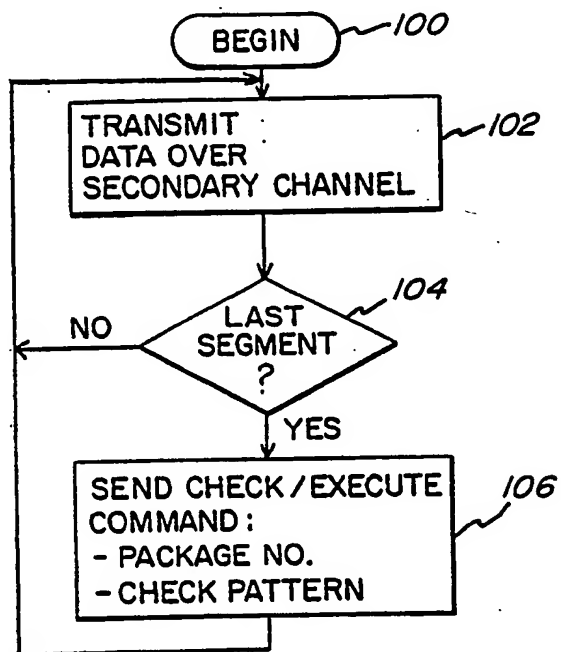 BEGIN
100
TRANSMIT
DATA OVER
SECONDARY CHANNEL
102
LAST
SEGMENT
?
104
NO
YES
SEND CHECK/EXECUTE
COMMAND:
- PACKAGE NO.
- CHECK PATTERN
106